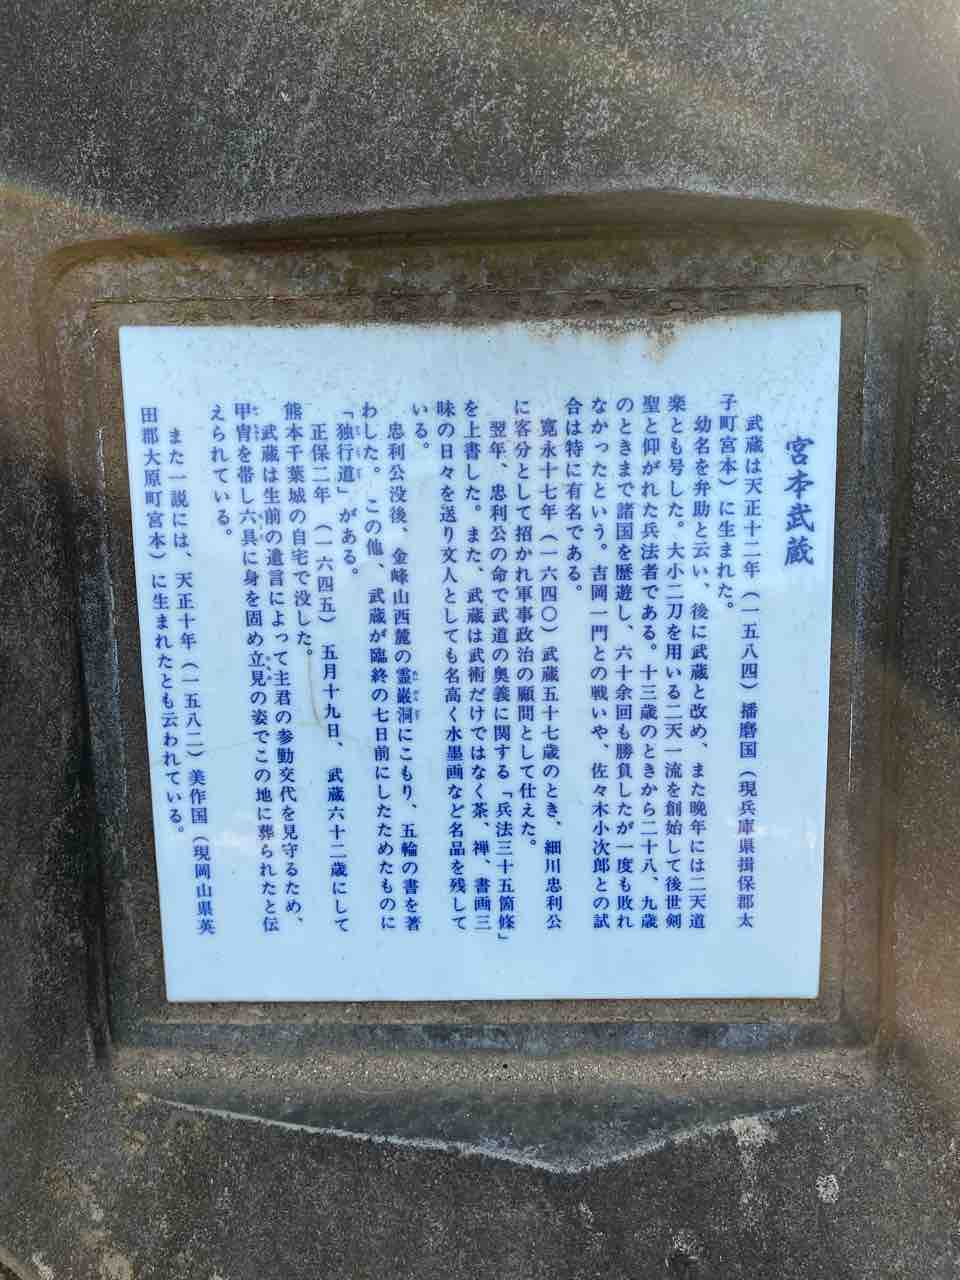 宮本武蔵
武蔵は天正十二年（一五八四）播磨国（現兵庫県揖保郡太
子町宮本）に生まれた。
幼名を弁助と云い、後に武蔵と改め、また晩年には二天道
楽とも号した。大小二刀を用いる二天一流を創始して後世剣
聖と仰がれた兵法者である。十三歳のときから二十八、九歳
のときまで諸国を歴遊し、六十余回も勝負したが一度も敗れ
なかったという。吉岡一門との戦いや、佐々木小次郎との試
合は特に有名である。
寛永十七年（一六四〇）武蔵五十七歳のとき、細川忠利公
に客分として招かれ軍事政治の顧問として仕えた。
翌年、忠利公の命で武道の奥義に関する「兵法三十五箇條」
を上書した。また、武蔵は武術だけではなく茶、禅、書画三
味の日々を送り文人としても名高く水墨画など名品を残して
いる。
忠利公没後、金峰山西麓の霊巌洞にこもり、五輪の書を著
わした。この他、武蔵が臨終の七日前にしたためたものに
「独行道」がある。
正保二年（一六四五）五月十九日、武蔵六十二歳にして
熊本千葉城の自宅で没した。
武蔵は生前の遺言によって主君の参勤交代を見守るため、
甲冑を帯し六具に身を固め立見の姿でこの地に葬られたと伝
えられている。
また一説には、天正十年（一五八二）美作国（現岡山県英
田郡大原町宮本）に生まれたとも云われている。